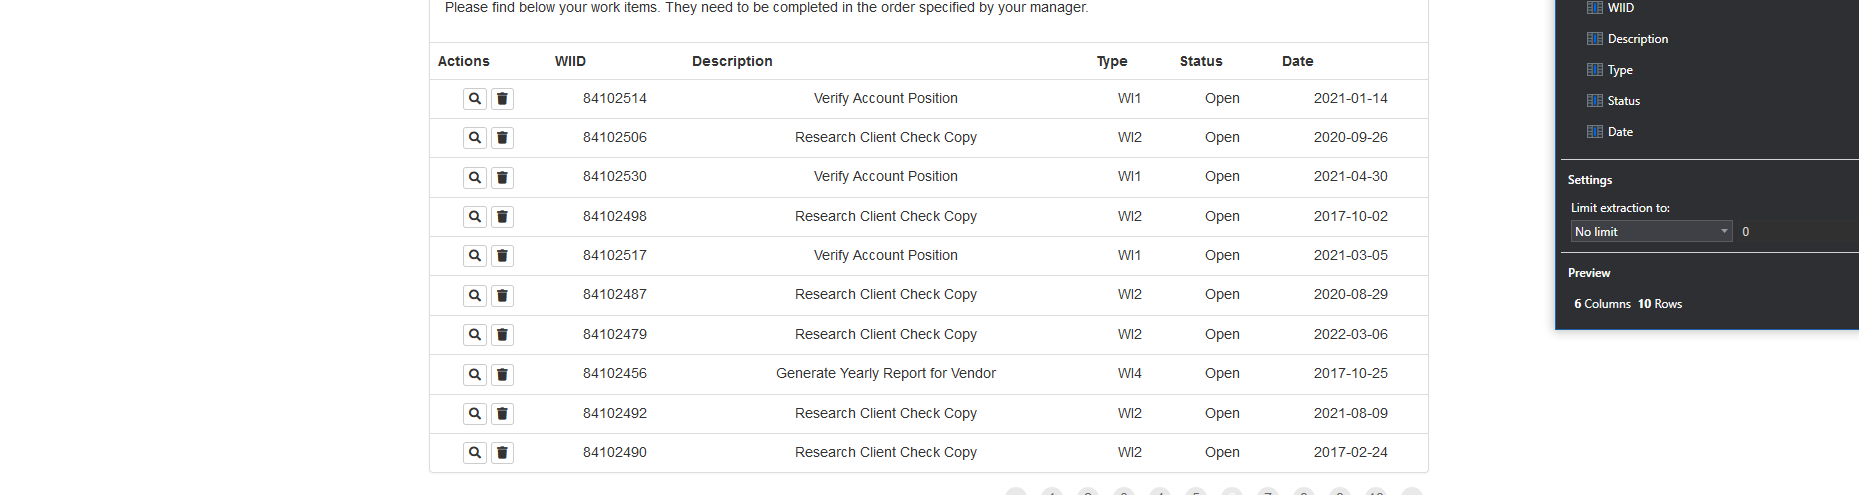 Please find below your work items. They need to be completed in the order specified by your manager.
Actions WIID Description Type Status Date
84102514 Verify Account Position WI1 Open 2021-01-14
84102506 Research Client Check Copy WI2 Open 2020-09-26
84102530 Verify Account Position WI1 Open 2021-04-30
84102498 Research Client Check Copy WI2 Open 2017-10-02
84102517 Verify Account Position WI1 Open 2021-03-05
84102487 Research Client Check Copy WI2 Open 2020-08-29
84102479 Research Client Check Copy WI2 Open 2022-03-06
84102456 Generate Yearly Report for Vendor WI4 Open 2017-10-25
84102492 Research Client Check Copy WI2 Open 2021-08-09
84102490 Research Client Check Copy WI2 Open 2017-02-24
WIID
Description
Type
Status
Date
Settings
Limit extraction to:
No limit 0
Preview
6 Columns 10 Rows